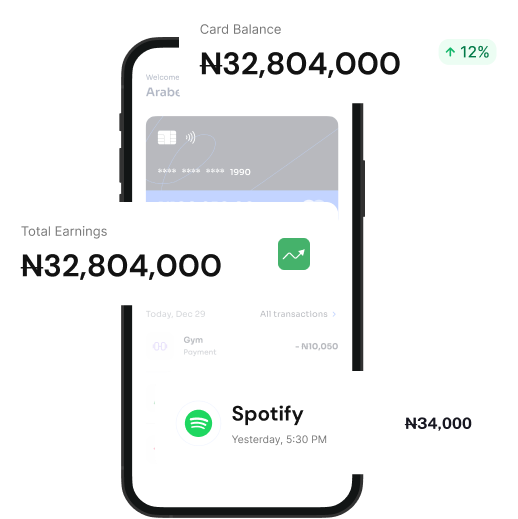 Card Balance
₦32,804,000
12%
Welcome
Arabe
**** **** **** 1990
Total Earnings
₦32,804,000
Today, Dec 29
All transactions >
Gym
Payment
- ₦10,050
Spotify
Yesterday, 5:30 PM
₦34,000